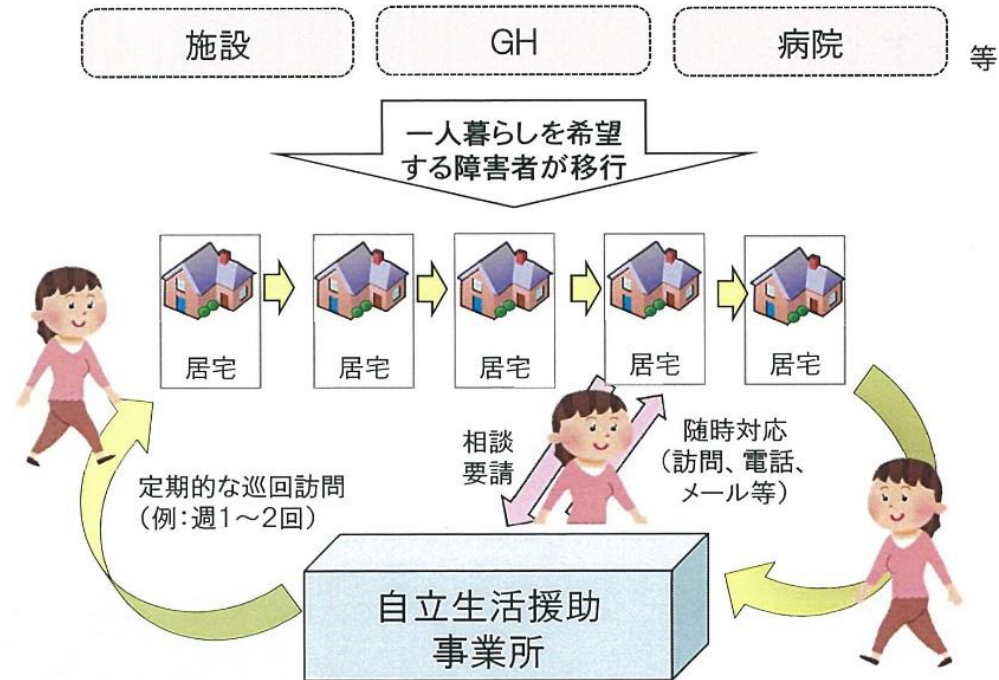 施設
GH
病院
等
一人暮らしを希望
する障害者が移行
居宅
居宅
居宅
居宅
居宅
相談
要請
随時対応
(訪問、電話、
メール等)
定期的な巡回訪問
(例:週1~2回)
自立生活援助
事業所